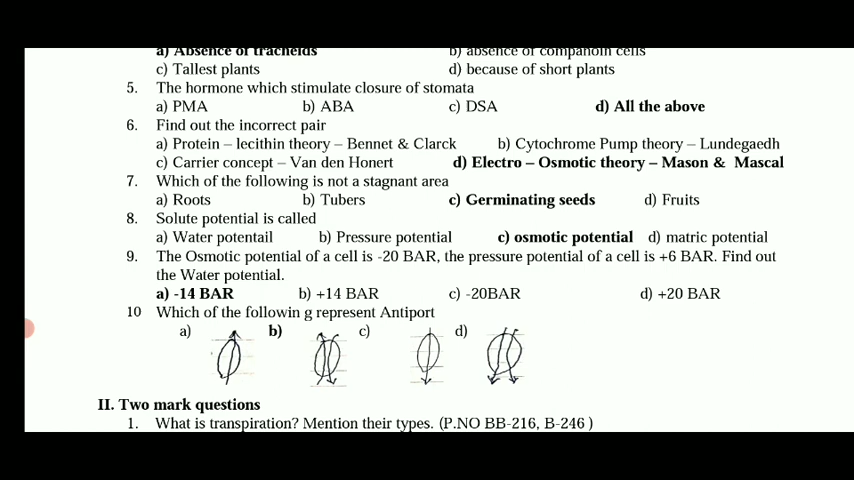 a) Absence of tracheids b) absence of companoin cells
c) Tallest plants d) because of short plants
5. The hormone which stimulate closure of stomata
a) PMA b) ABA c) DSA d) All the above
6. Find out the incorrect pair
a) Protein – lecithin theory – Bennet & Clarck b) Cytochrome Pump theory – Lundegaedh
c) Carrier concept – Van den Honert d) Electro – Osmotic theory – Mason & Mascal
7. Which of the following is not a stagnant area
a) Roots b) Tubers c) Germinating seeds d) Fruits
8. Solute potential is called
a) Water potentail b) Pressure potential c) osmotic potential d) matric potential
9. The Osmotic potential of a cell is -20 BAR, the pressure potential of a cell is +6 BAR. Find out
the Water potential.
a) -14 BAR b) +14 BAR c) -20BAR d) +20 BAR
10 Which of the followin g represent Antiport
a) b) c) d)
II. Two mark questions
1. What is transpiration? Mention their types. (P.NO BB-216, B-246 )